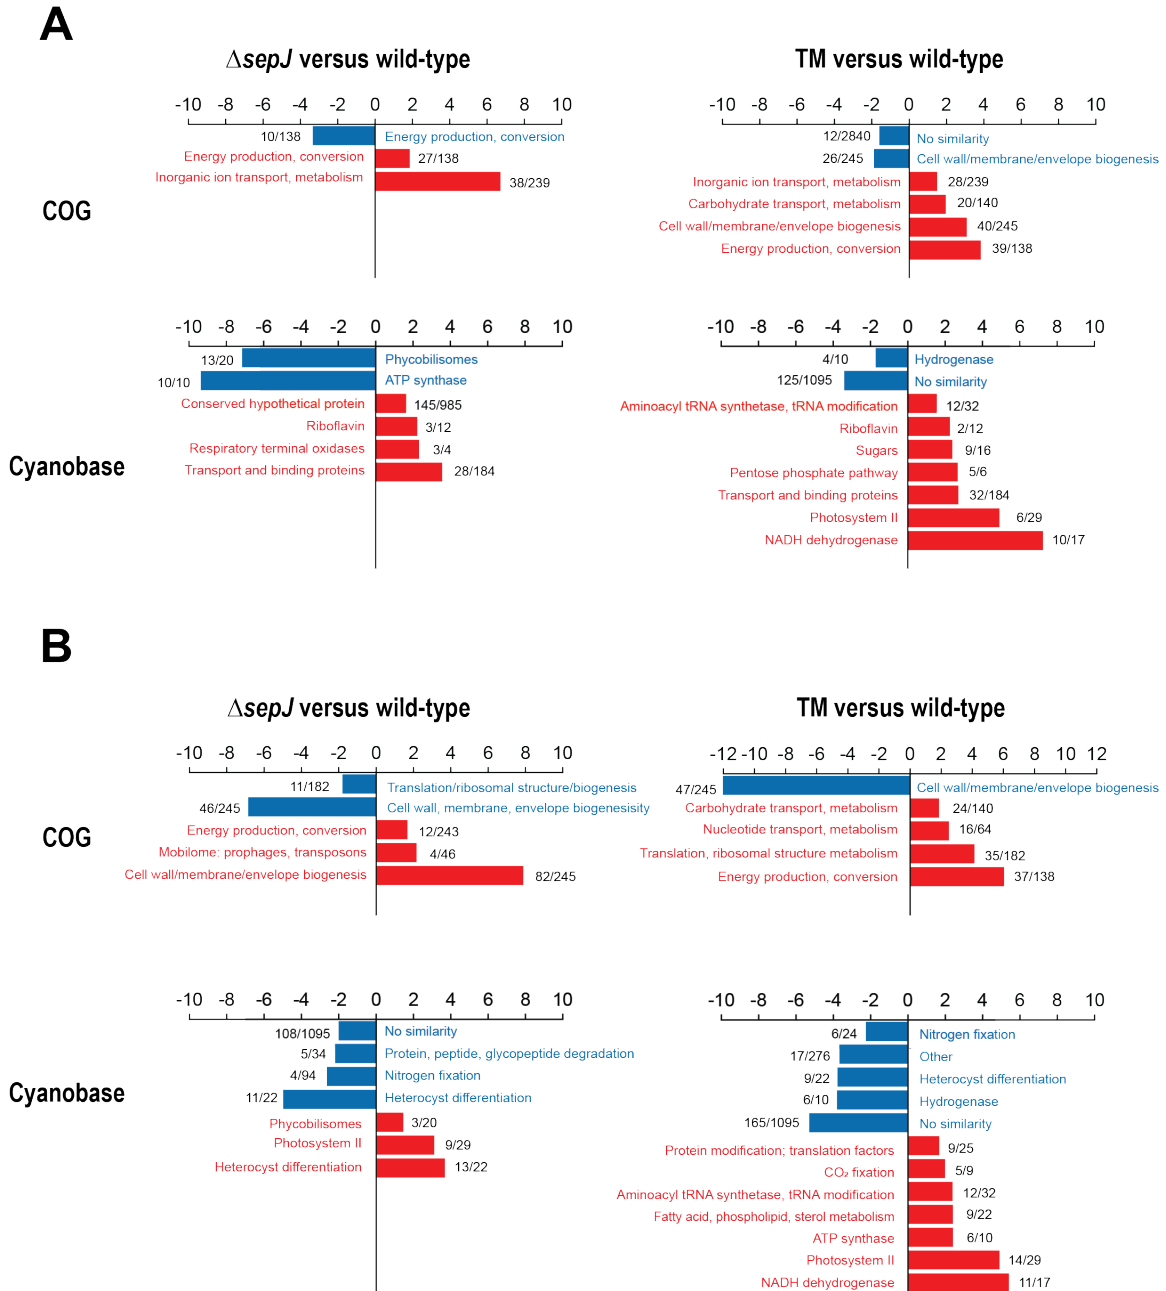 A
ΔsepJ versus wild-type
TM versus wild-type
COG
-10 -8 -6 -4 -2 0 2 4 6 8 10
10/138 Energy production, conversion
Energy production, conversion 27/138
Inorganic ion transport, metabolism 38/239
-10 -8 -6 -4 -2 0 2 4 6 8 10
12/2840 No similarity
26/245 Cell wall/membrane/envelope biogenesis
Inorganic ion transport, metabolism 28/239
Carbohydrate transport, metabolism 20/140
Cell wall/membrane/envelope biogenesis 40/245
Energy production, conversion 39/138
Cyanobase
-10 -8 -6 -4 -2 0 2 4 6 8 10
13/20 Phycobilisomes
10/10 ATP synthase
Conserved hypothetical protein 145/985
Riboflavin 3/12
Respiratory terminal oxidases 3/4
Transport and binding proteins 28/184
-10 -8 -6 -4 -2 0 2 4 6 8 10
4/10 Hydrogenase
125/1095 No similarity
Aminoacyl tRNA synthetase, tRNA modification 12/32
Riboflavin 2/12
Sugars 9/16
Pentose phosphate pathway 5/6
Transport and binding proteins 32/184
Photosystem II 6/29
NADH dehydrogenase 10/17
B
ΔsepJ versus wild-type
TM versus wild-type
COG
-10 -8 -6 -4 -2 0 2 4 6 8 10
11/182 Translation/ribosomal structure/biogenesis
46/245 Cell wall, membrane, envelope biogenesisity
Energy production, conversion 12/243
Mobilome: prophages, transposons 4/46
Cell wall/membrane/envelope biogenesis 82/245
-12 -10 -8 -6 -4 -2 0 2 4 6 8 10 12
47/245 Cell wall/membrane/envelope biogenesis
Carbohydrate transport, metabolism 24/140
Nucleotide transport, metabolism 16/64
Translation, ribosomal structure metabolism 35/182
Energy production, conversion 37/138
Cyanobase
-10 -8 -6 -4 -2 0 2 4 6 8 10
108/1095 No similarity
5/34 Protein, peptide, glycopeptide degradation
4/94 Nitrogen fixation
11/22 Heterocyst differentiation
Phycobilisomes 3/20
Photosystem II 9/29
Heterocyst differentiation 13/22
-10 -8 -6 -4 -2 0 2 4 6 8 10
6/24 Nitrogen fixation
17/276 Other
9/22 Heterocyst differentiation
6/10 Hydrogenase
165/1095 No similarity
Protein modification; translation factors 9/25
CO₂ fixation 5/9
Aminoacyl tRNA synthetase, tRNA modification 12/32
Fatty acid, phospholipid, sterol metabolism 9/22
ATP synthase 6/10
Photosystem II 14/29
NADH dehydrogenase 11/17